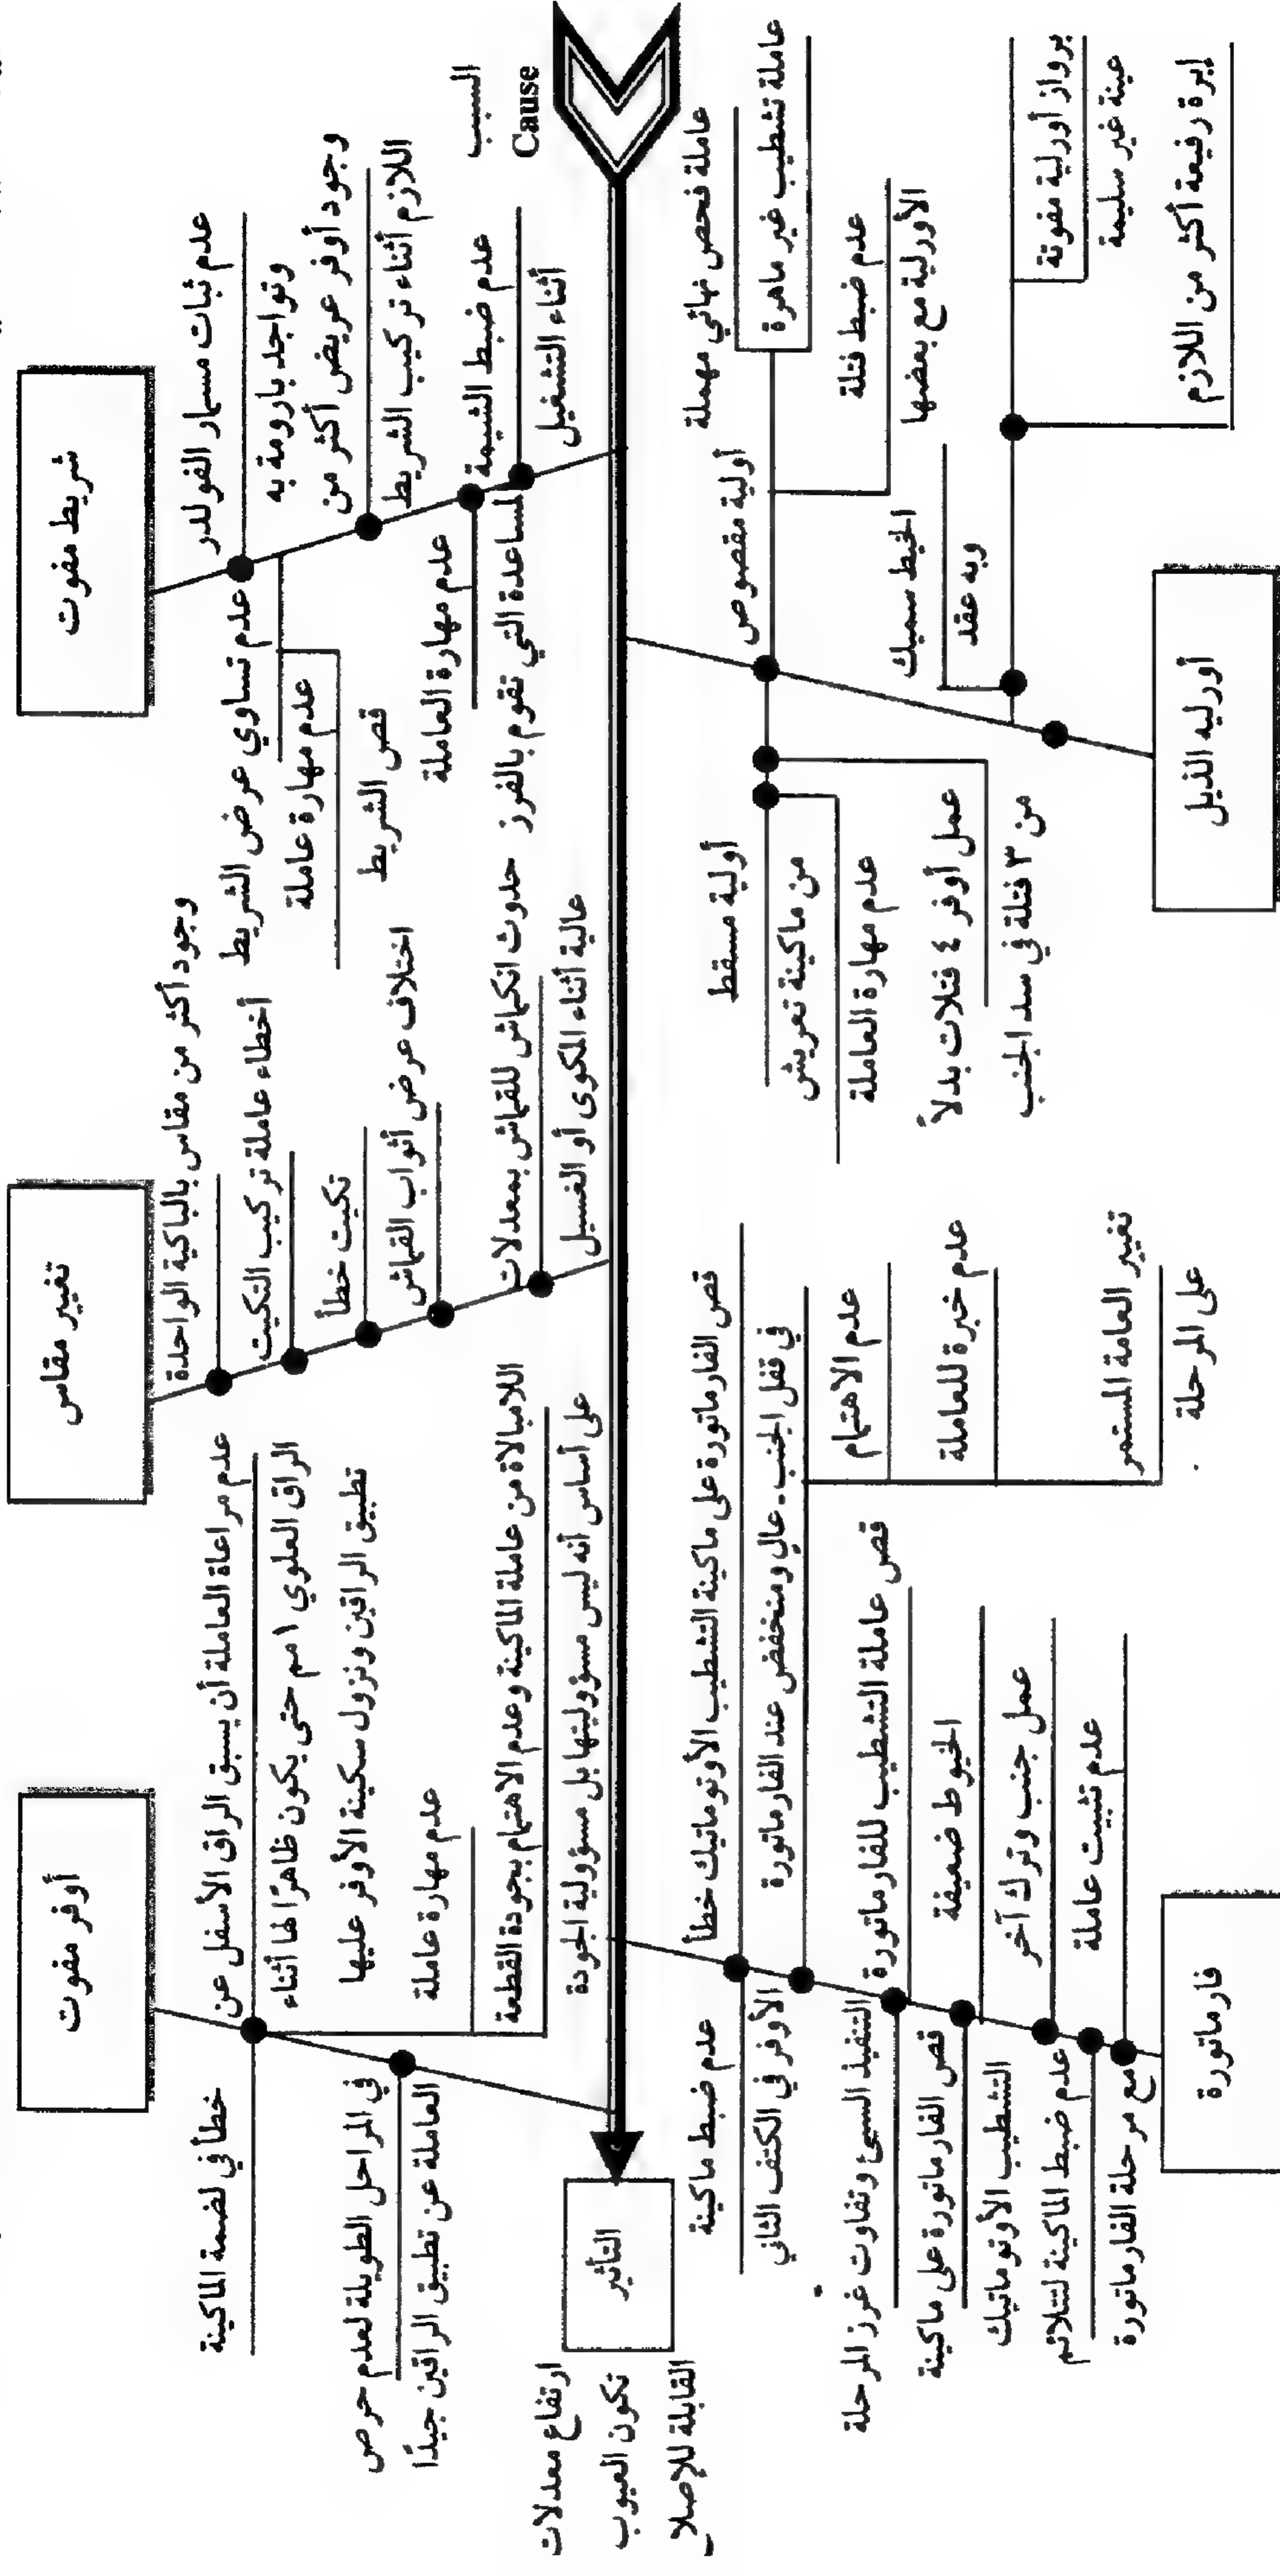 شريط مفوت
عدم ثبات مسمار الفولدر
وتواجد بارومة به
وجود أوفر عريض أكثر من
اللازم أثناء تركيب الشريط
عدم ضبط الشيمة
أثناء التشغيل
عدم تساوي عرض الشريط
عدم مهارة عاملة
قص الشريط
عدم مهارة العاملة
المساعدة التي تقوم بالفرز
السبب
Cause
تغيير مقاس
وجود أكثر من مقاس بالباكية الواحدة
أخطاء عاملة تركيب التكيت
تكيت خطأ
اختلاف عرض أثواب القماش
حدوث انكماش للقماش بمعدلات
عالية أثناء المكوى أو الغسيل
أوفر مفوت
عدم مراعاة العاملة أن يسبق الراق الأسفل عن
الراق العلوي ١ مم حتى يكون ظاهرًا لها أثناء
تطبيق الراقين ونزول سكينة الأوفر عليها
عدم مهارة عاملة
اللامبالاة من عاملة الماكينة وعدم الاهتمام بجودة القطعة
على أساس أنه ليس مسؤوليتها بل مسؤولية الجودة
خطأ في لضمة الماكينة
في المراحل الطويلة لعدم حرص
العاملة عن تطبيق الراقين جيدًا
التأثير
ارتفاع معدلات
تكون العيوب
القابلة للإصلاح
عاملة فحص نهائي مهملة
عاملة تشطيب غير ماهرة
عدم ضبط فتلة
الأورلية مع بعضها
أولية مقصوص
الخيط سميك
وبه عقد
برواز أورلية مفوتة
عينة غير سليمة
إبرة رفيعة أكثر من اللازم
أولية مسقط
من ماكينة تعريش
عدم مهارة العاملة
عمل أوفر ٤ فتلات بدلاً
من ٣ فتلة في سد الجنب
أورليه الذيل
قص الفارماتورة على ماكينة التشطيب الأوتوماتيك خطأ
في قفل الجنب - عالي ومنخفض عند الفارماتورة
عدم الاهتمام
عدم خبرة للعاملة
تغيير العامة المستمر
على المرحلة
قص عاملة التشطيب للفارماتورة
الخيوط ضعيفة
عمل جنب وترك آخر
عدم تثبيت عاملة
عدم ضبط ماكينة
الأوفر في الكتف الثاني
التنفيذ السيئ وتفاوت غرز المرحلة
قص الفارماتورة على ماكينة
التشطيب الأوتوماتيك
عدم ضبط الماكينة لتتلائم
مع مرحلة الفارماتورة
فارماتورة